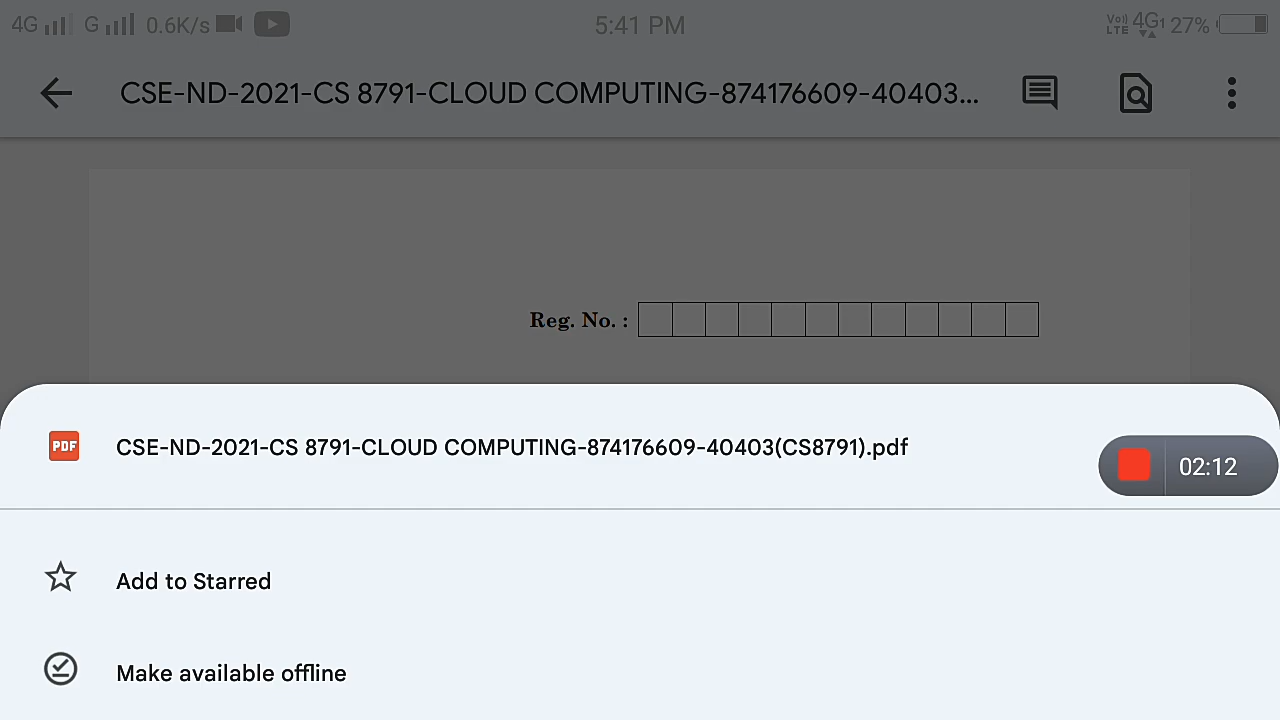 4G G 0.6K/s 5:41 PM Vo)) LTE 4G1 27%
CSE-ND-2021-CS 8791-CLOUD COMPUTING-874176609-40403...
Reg. No. :
PDF CSE-ND-2021-CS 8791-CLOUD COMPUTING-874176609-40403(CS8791).pdf
02:12
Add to Starred
Make available offline